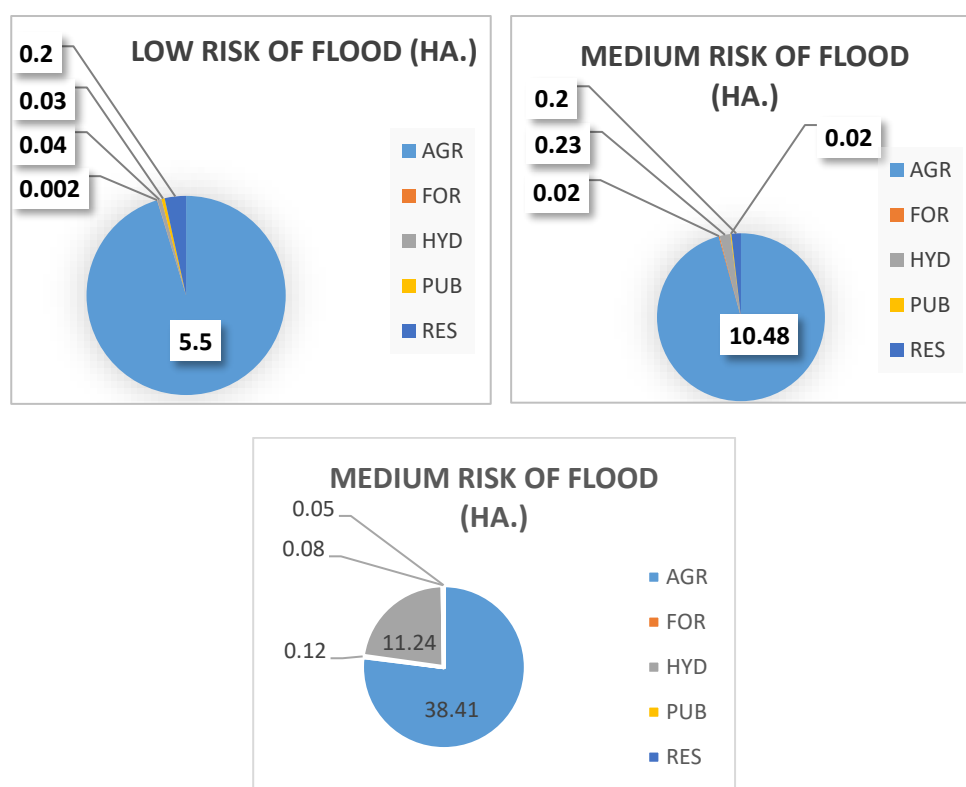 LOW RISK OF FLOOD (HA.)
0.2
0.03
0.04
0.002
5.5
AGR
FOR
HYD
PUB
RES
MEDIUM RISK OF FLOOD
(HA.)
0.2
0.23
0.02
0.02
10.48
AGR
FOR
HYD
PUB
RES
MEDIUM RISK OF FLOOD
(HA.)
0.05
0.08
0.12
11.24
38.41
AGR
FOR
HYD
PUB
RES